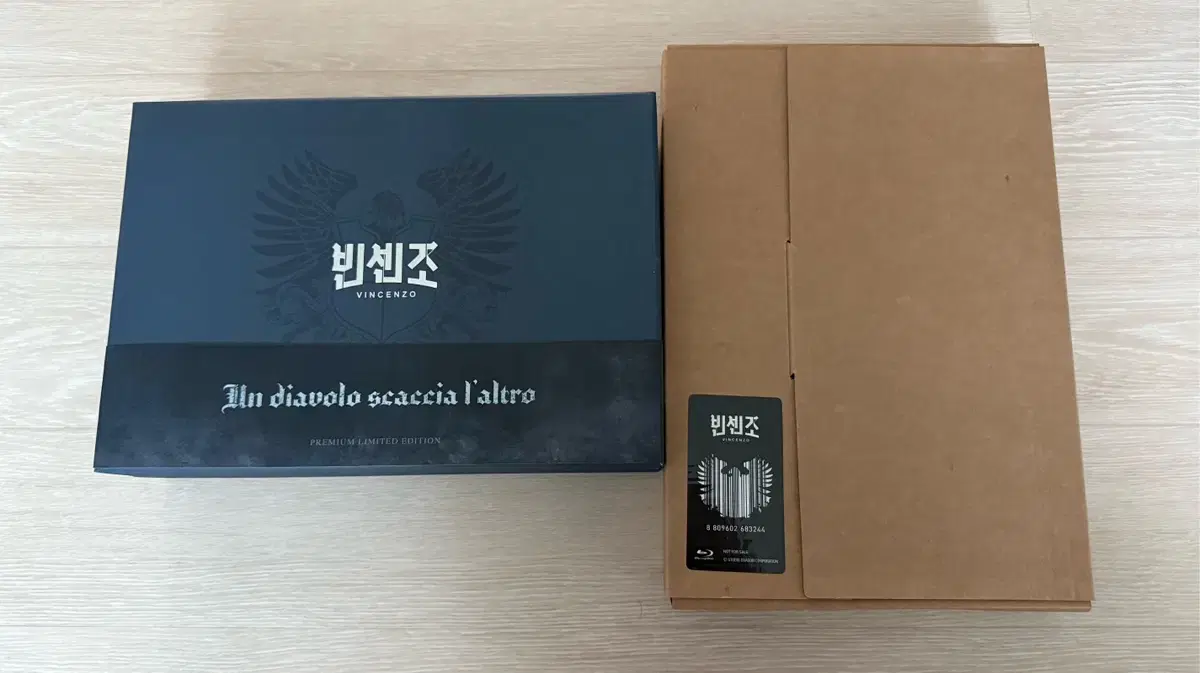 빈센조
VINCENZO
Un diavolo scaccia l'altro
PREMIUM LIMITED EDITION
빈센조
VINCENZO
8 809602 683244
NOT FOR SALE